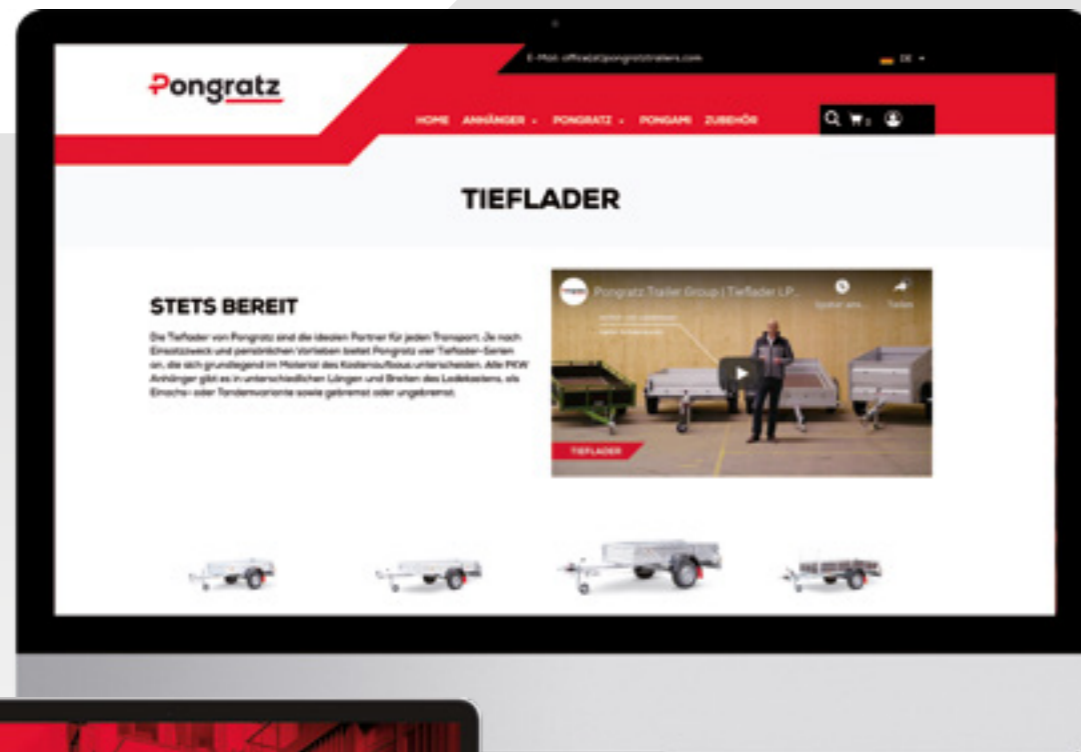 E-Mail: office(at)pongratztrailers.com
DE
Pongratz
HOME ANHÄNGER PONGRATZ PONGAMI ZUBEHÖR
0
TIEFLADER
STETS BEREIT
Die Tieflader von Pongratz sind die idealen Partner für jeden Transport. Je nach
Einsatzzweck und persönlichen Vorlieben bietet Pongratz vier Tieflader-Serien
an, die sich grundlegend im Material des Kastenaufbaus unterscheiden. Alle PKW
Anhänger gibt es in unterschiedlichen Längen und Breiten des Ladekastens, als
Einachs- oder Tandemvariante sowie gebremst oder ungebremst.
Pongratz Trailer Group | Tieflader LP...
Später ans... Teilen
TIEFLADER